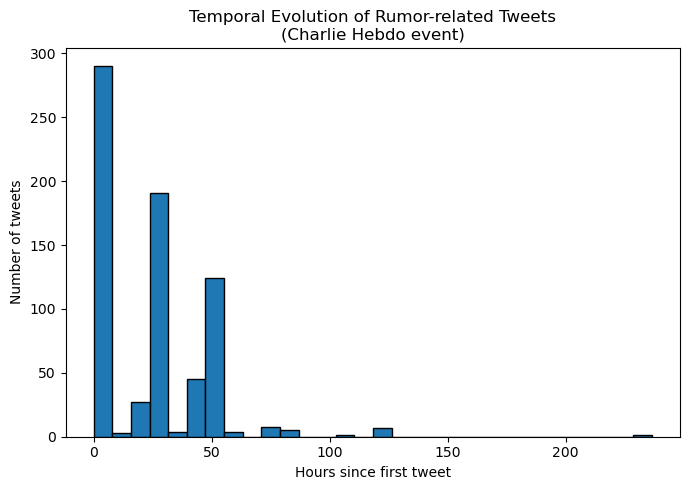 Temporal Evolution of Rumor-related Tweets
(Charlie Hebdo event)
300
250
200
150
100
50
0
Number of tweets
0 50 100 150 200
Hours since first tweet